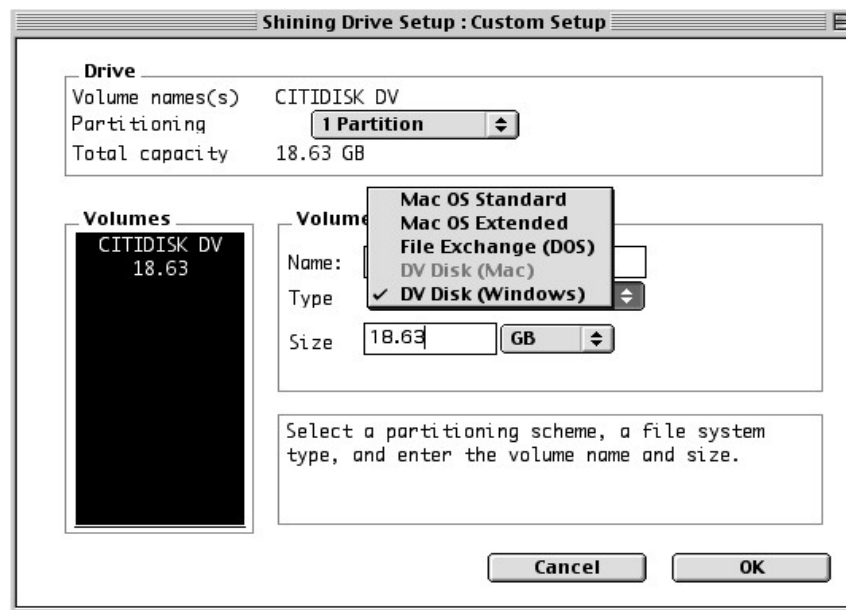 Shining Drive Setup : Custom Setup
Drive
Volume names(s) CITIDISK DV
Partitioning 1 Partition
Total capacity 18.63 GB
Volumes
CITIDISK DV
18.63
Volume
Name:
Type
Mac OS Standard
Mac OS Extended
File Exchange (DOS)
DV Disk (Mac)
✓ DV Disk (Windows)
Size 18.63 GB
Select a partitioning scheme, a file system
type, and enter the volume name and size.
Cancel OK